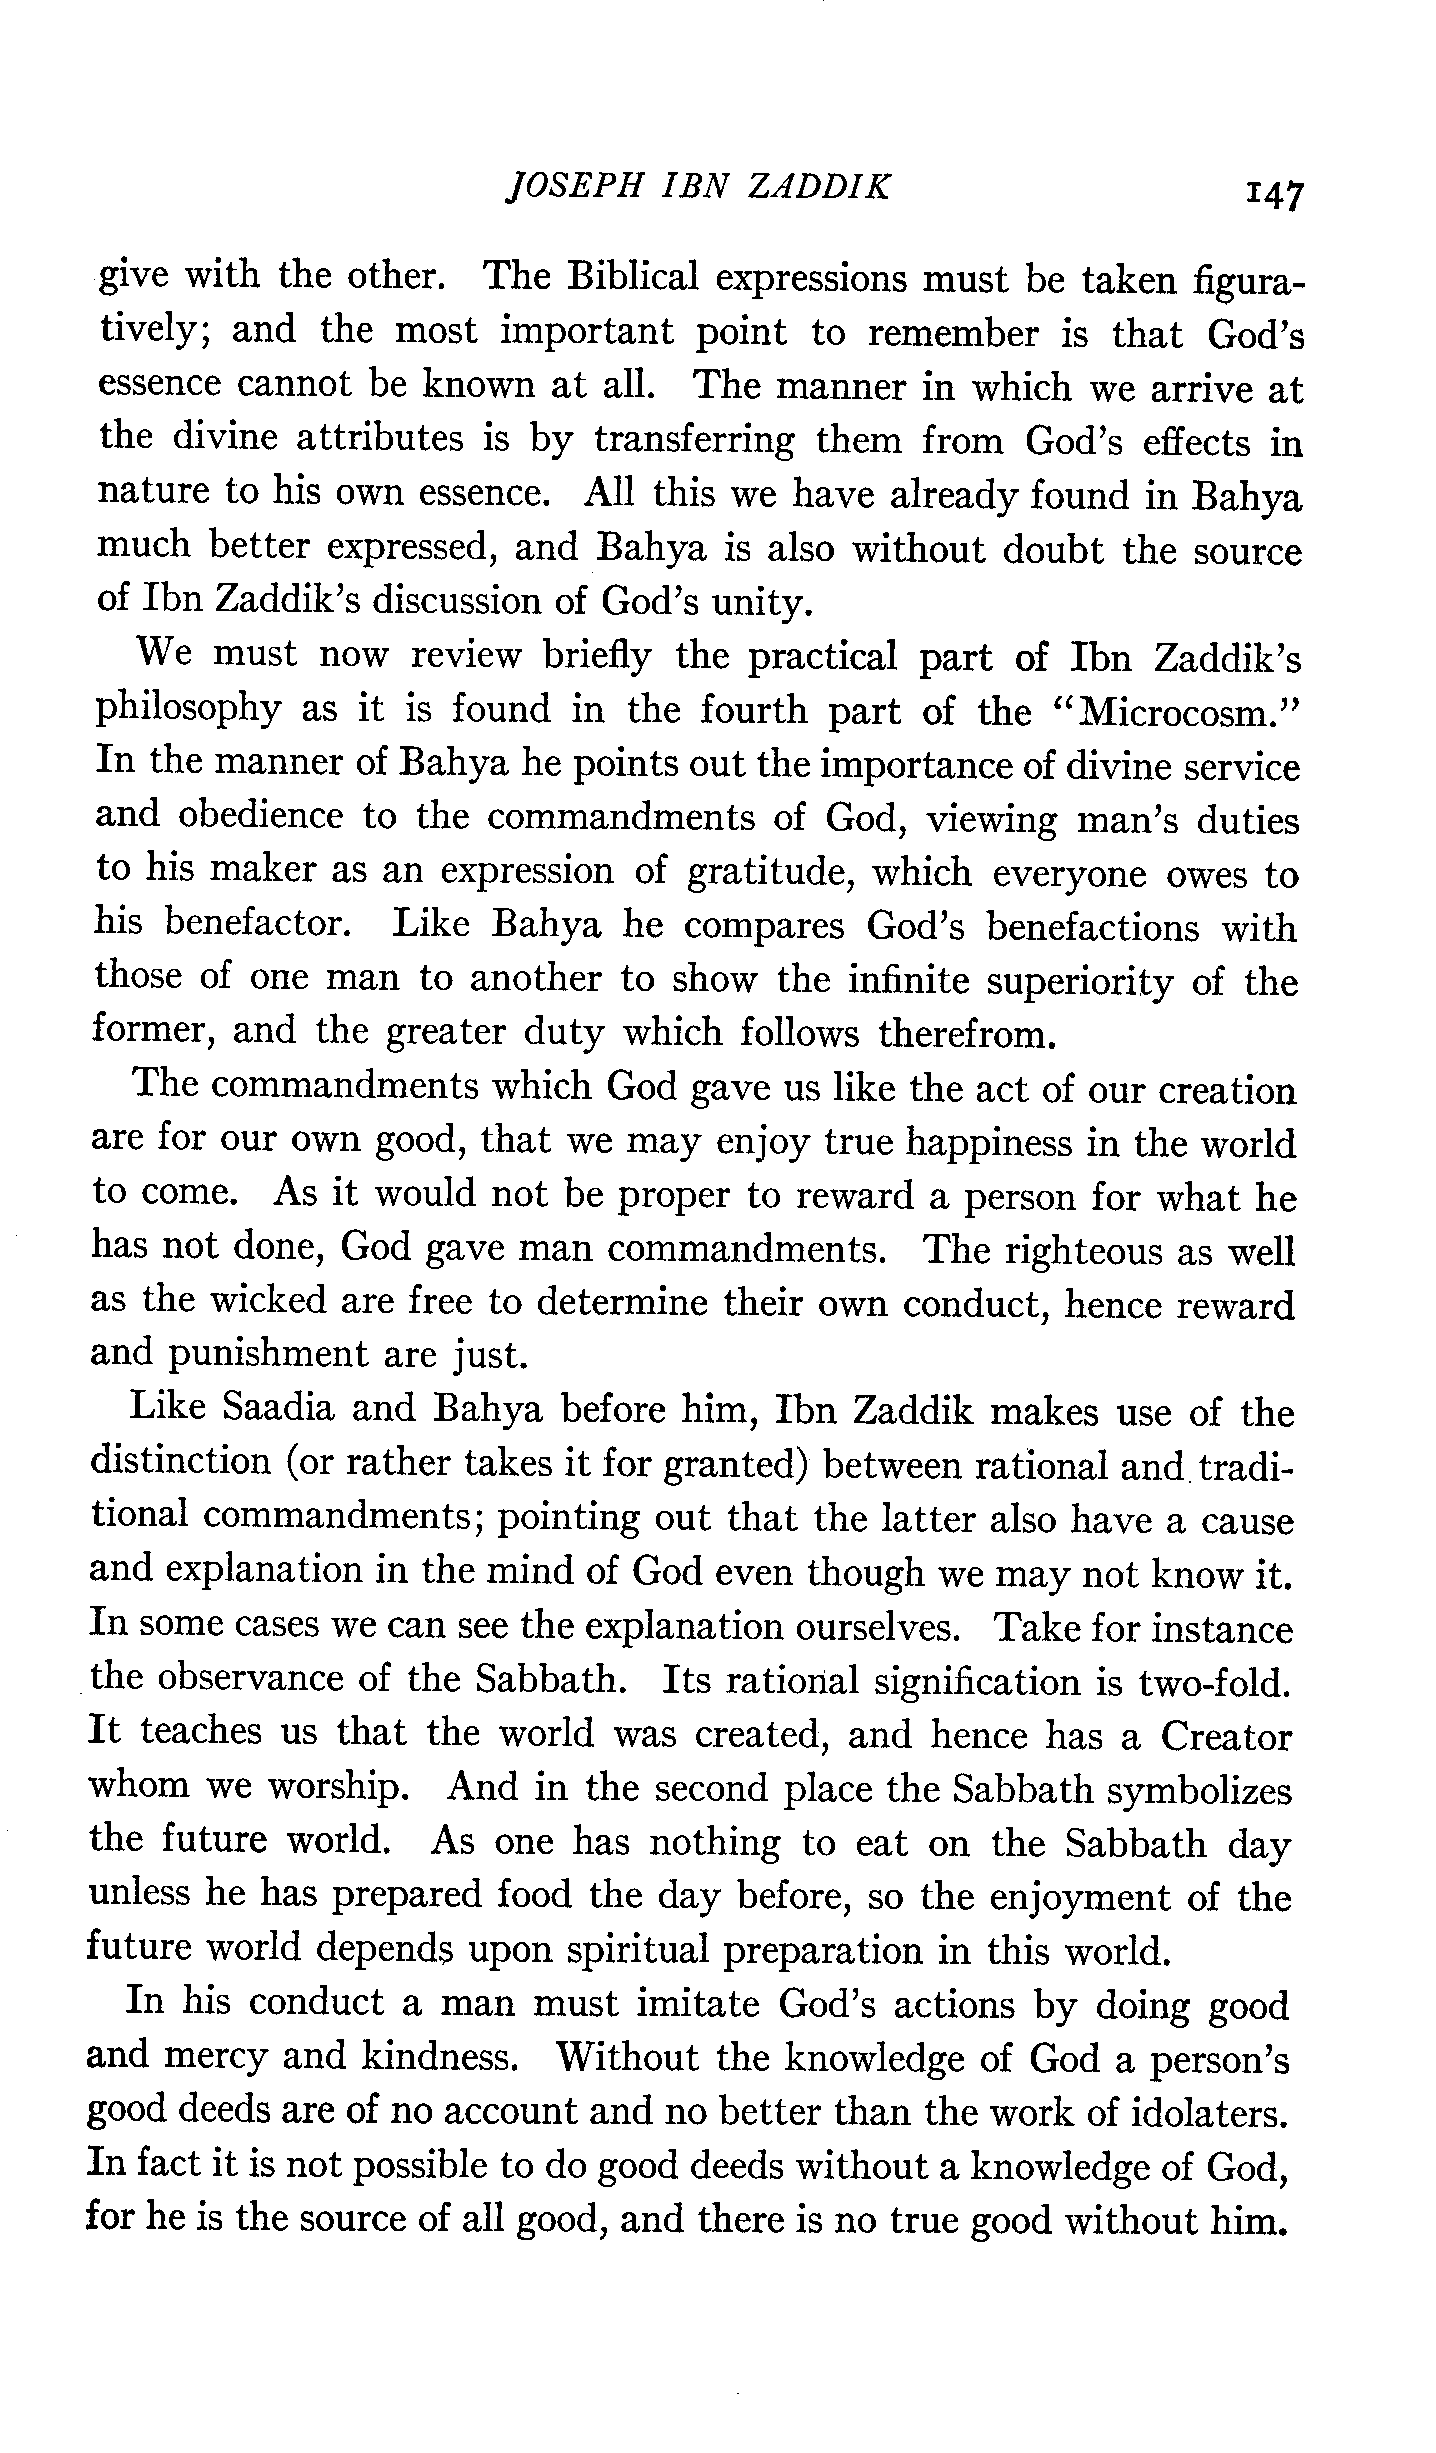 JOSEPH IBN ZADDIK 147
give with the other. The Biblical expressions must be taken figura-
tively; and the most important point to remember is that God's
essence cannot be known at all. The manner in which we arrive at
the divine attributes is by transferring them from God's effects in
nature to his own essence. All this we have already found in Bahya
much better expressed, and Bahya is also without doubt the source
of Ibn Zaddik's discussion of God's unity.
We must now review briefly the practical part of Ibn Zaddik's
philosophy as it is found in the fourth part of the "Microcosm."
In the manner of Bahya he points out the importance of divine service
and obedience to the commandments of God, viewing man's duties
to his maker as an expression of gratitude, which everyone owes to
his benefactor. Like Bahya he compares God's benefactions with
those of one man to another to show the infinite superiority of the
former, and the greater duty which follows therefrom.
The commandments which God gave us like the act of our creation
are for our own good, that we may enjoy true happiness in the world
to come. As it would not be proper to reward a person for what he
has not done, God gave man commandments. The righteous as well
as the wicked are free to determine their own conduct, hence reward
and punishment are just.
Like Saadia and Bahya before him, Ibn Zaddik makes use of the
distinction (or rather takes it for granted) between rational and tradi-
tional commandments; pointing out that the latter also have a cause
and explanation in the mind of God even though we may not know it.
In some cases we can see the explanation ourselves. Take for instance
the observance of the Sabbath. Its rational signification is two-fold.
It teaches us that the world was created, and hence has a Creator
whom we worship. And in the second place the Sabbath symbolizes
the future world. As one has nothing to eat on the Sabbath day
unless he has prepared food the day before, so the enjoyment of the
future world depends upon spiritual preparation in this world.
In his conduct a man must imitate God's actions by doing good
and mercy and kindness. Without the knowledge of God a person's
good deeds are of no account and no better than the work of idolaters.
In fact it is not possible to do good deeds without a knowledge of God,
for he is the source of all good, and there is no true good without him.